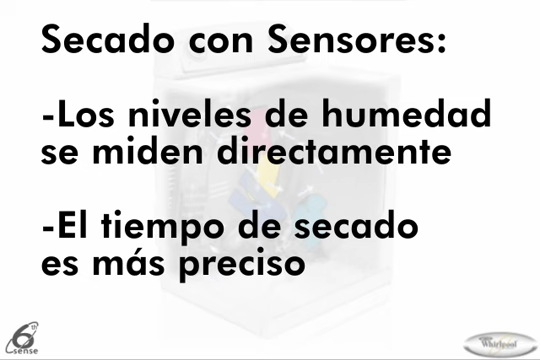 Secado con Sensores:
-Los niveles de humedad
se miden directamente
-El tiempo de secado
es más preciso
6th
sense
Whirlpool